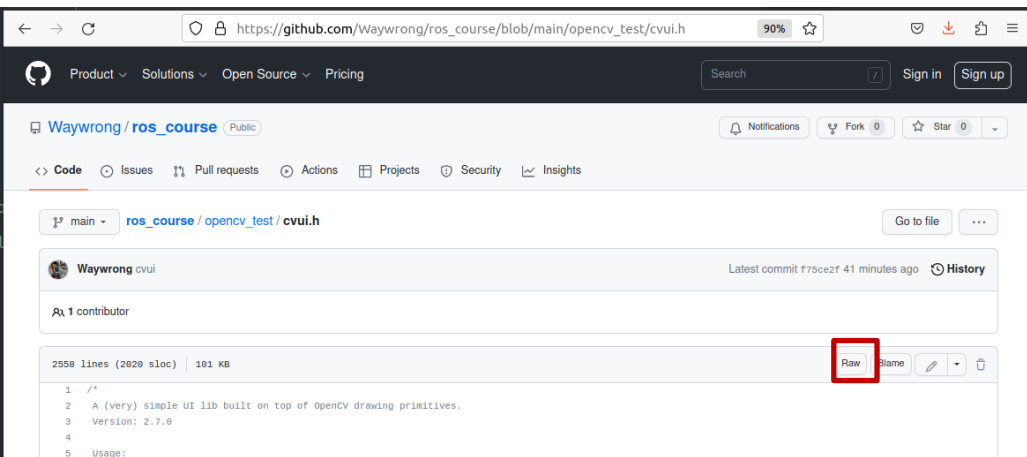 https://github.com/Waywrong/ros_course/blob/main/opencv_test/cvui.h 90%
Product Solutions Open Source Pricing Search / Sign in Sign up
Waywrong / ros_course Public Notifications Fork 0 Star 0
<> Code Issues Pull requests Actions Projects Security Insights
main ros_course / opencv_test / cvui.h Go to file ...
Waywrong cvui Latest commit f75ce2f 41 minutes ago History
1 contributor
2558 lines (2020 sloc) 101 KB Raw Blame
1 /*
2 A (very) simple UI lib built on top of OpenCV drawing primitives.
3 Version: 2.7.0
4
5 Usage: